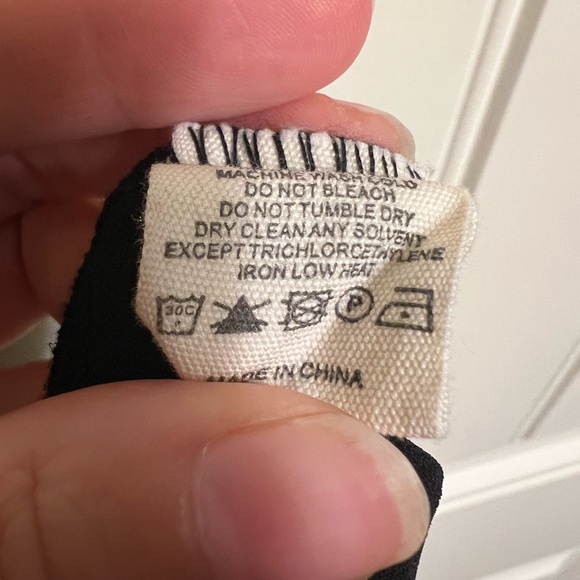 MACHINE WASH COLD
DO NOT BLEACH
DO NOT TUMBLE DRY
DRY CLEAN ANY SOLVENT
EXCEPT TRICHLORCETHYLENE
IRON LOW HEAT
30C P
MADE IN CHINA